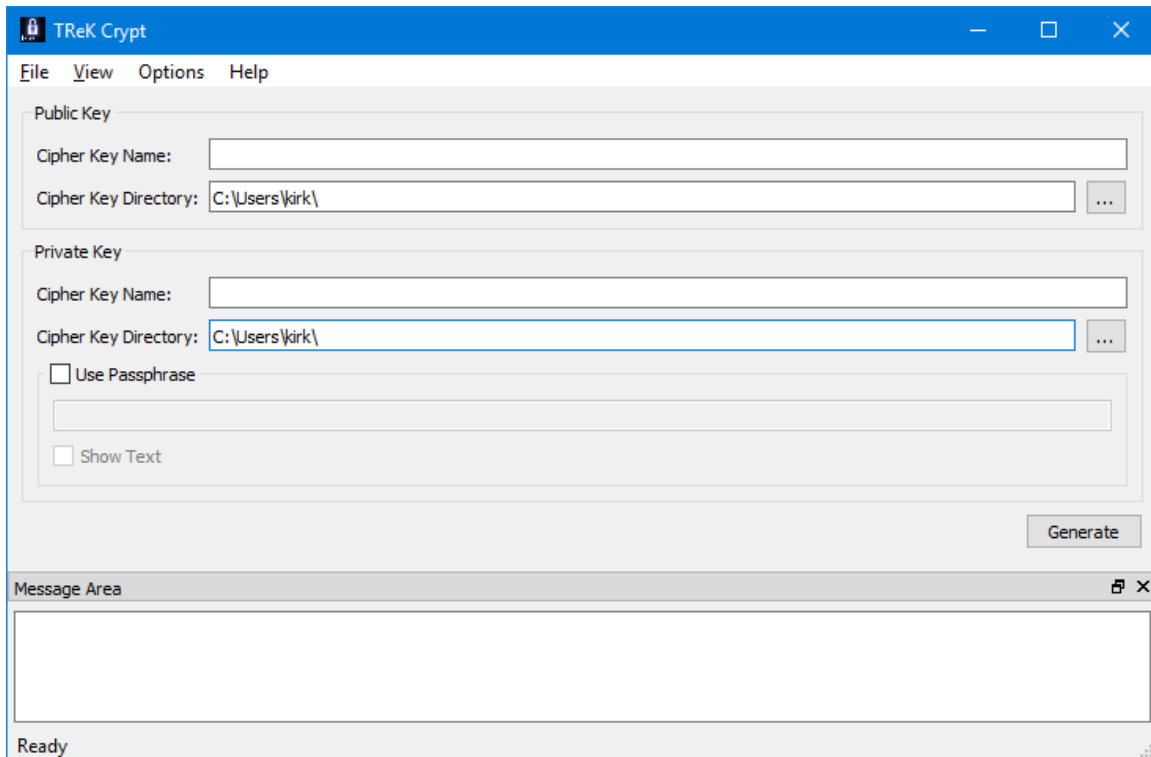 TReK Crypt
File View Options Help
Public Key
Cipher Key Name:
Cipher Key Directory: C:\Users\kirk\
...
Private Key
Cipher Key Name:
Cipher Key Directory: C:\Users\kirk\
...
Use Passphrase
Show Text
Generate
Message Area
Ready